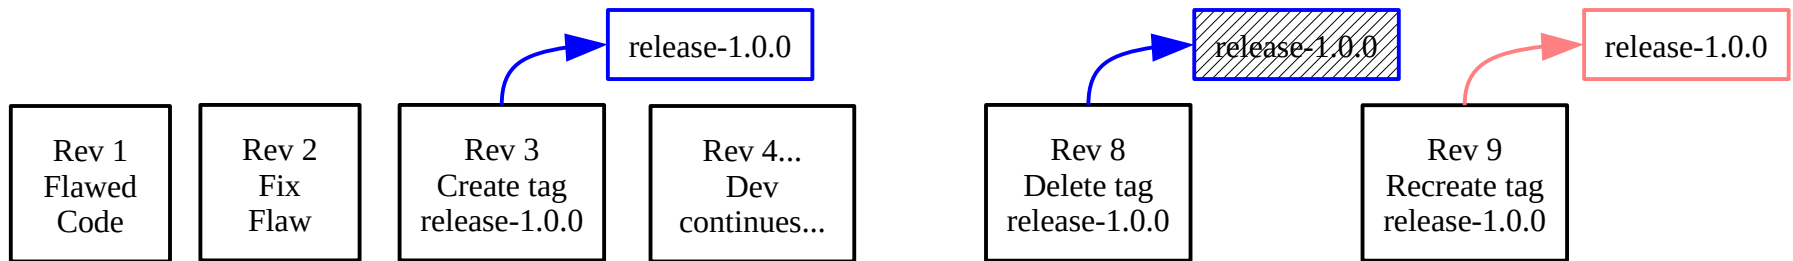 release-1.0.0
release-1.0.0
release-1.0.0
Rev 1
Flawed
Code
Rev 2
Fix
Flaw
Rev 3
Create tag
release-1.0.0
Rev 4...
Dev
continues...
Rev 8
Delete tag
release-1.0.0
Rev 9
Recreate tag
release-1.0.0